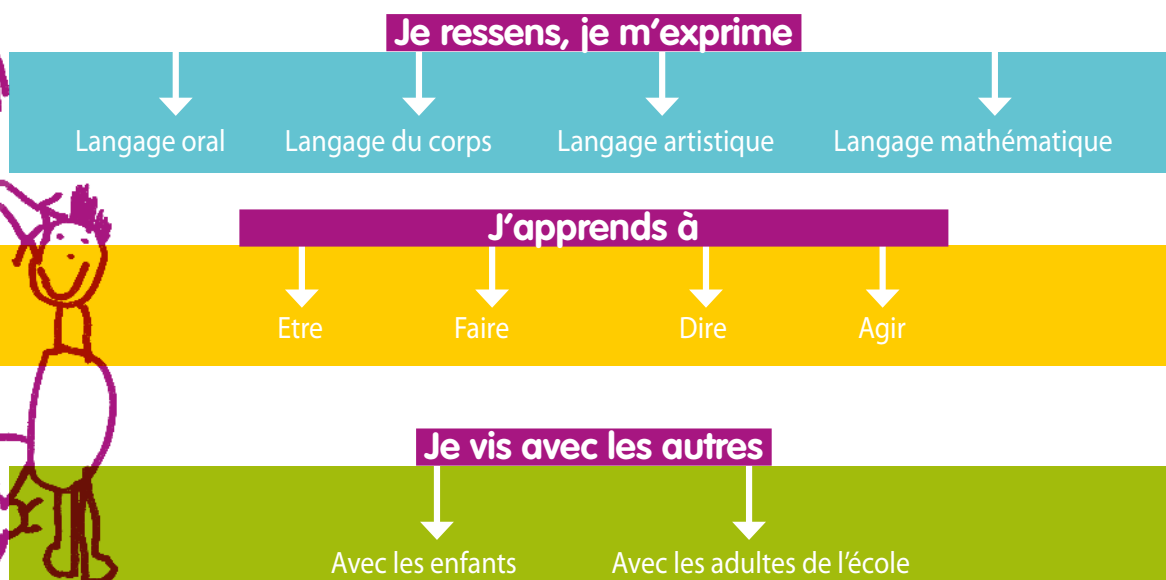 Je ressens, je m'exprime
Langage oral Langage du corps Langage artistique Langage mathématique
J'apprends à
Etre Faire Dire Agir
Je vis avec les autres
Avec les enfants Avec les adultes de l'école